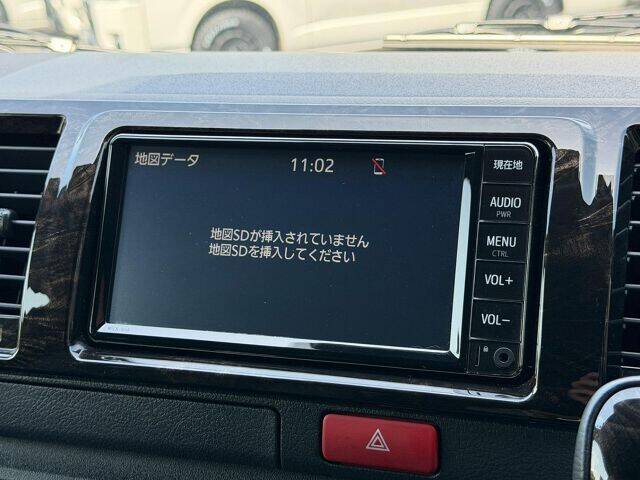 地図データ 11:02
現在地
AUDIO
PWR
地図SDが挿入されていません
地図SDを挿入してください
MENU
CTRL
VOL+
VOL-